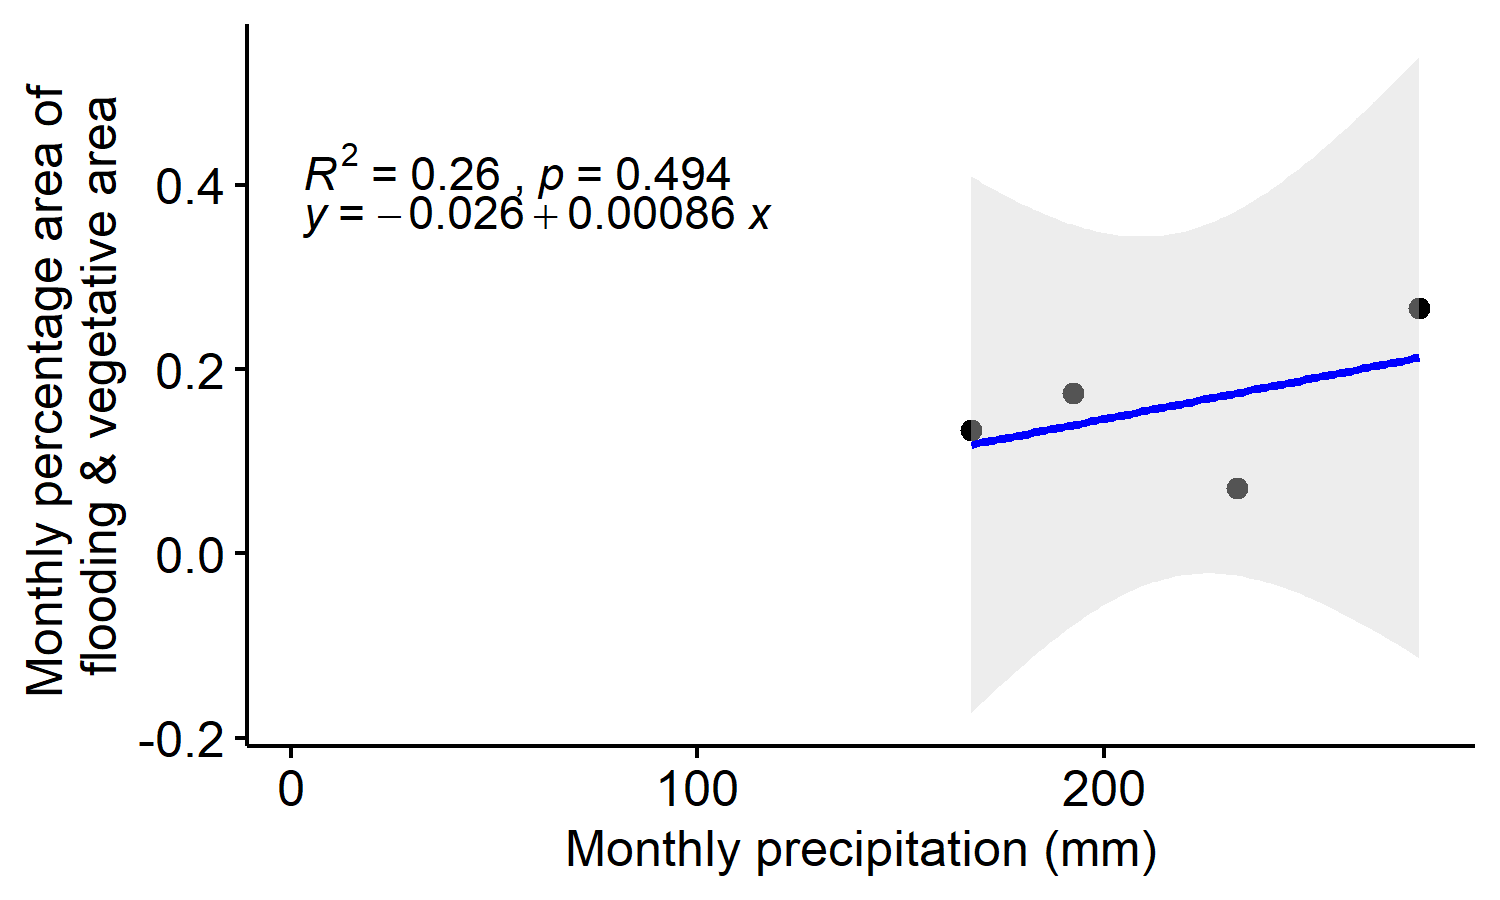 Monthly percentage area of
flooding & vegetative area
0.4
0.2
0.0
-0.2
R² = 0.26 , p = 0.494
y = −0.026 + 0.00086 x
0
100
200
Monthly precipitation (mm)